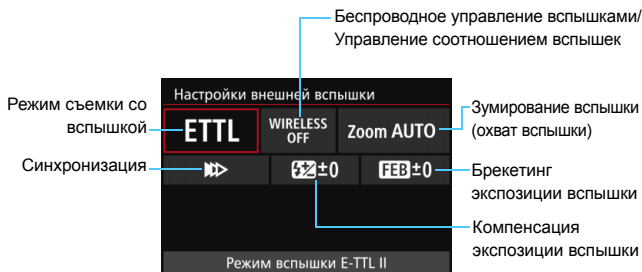 Беспроводное управление вспышками/
Управление соотношением вспышек
Режим съемки со
вспышкой
Синхронизация
Настройки внешней вспышки
ETTL
WIRELESS
OFF
Zoom AUTO
±0
FEB±0
Режим вспышки E-TTL II
Зумирование вспышки
(охват вспышки)
Брекетинг
экспозиции вспышки
Компенсация
экспозиции вспышки